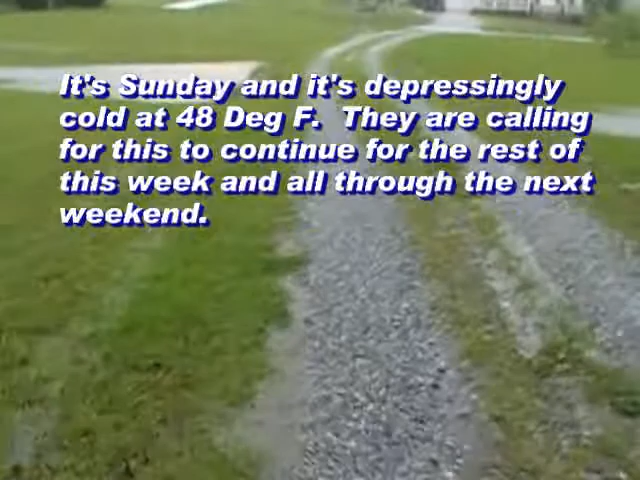 It's Sunday and it's depressingly
cold at 48 Deg F. They are calling
for this to continue for the rest of
this week and all through the next
weekend.